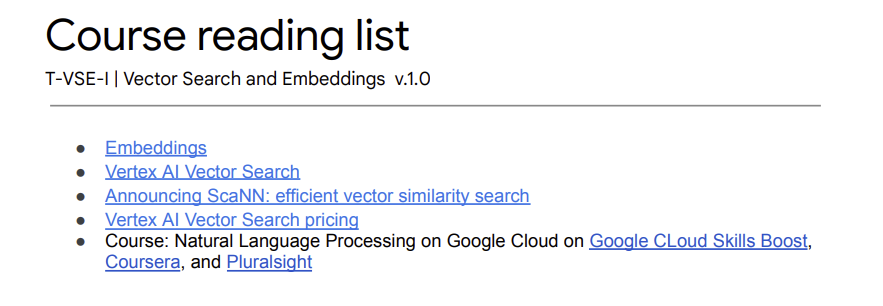 Course reading list
T-VSE-I | Vector Search and Embeddings v.1.0
● Embeddings
● Vertex AI Vector Search
● Announcing ScaNN: efficient vector similarity search
● Vertex AI Vector Search pricing
● Course: Natural Language Processing on Google Cloud on Google CLoud Skills Boost,
Coursera, and Pluralsight